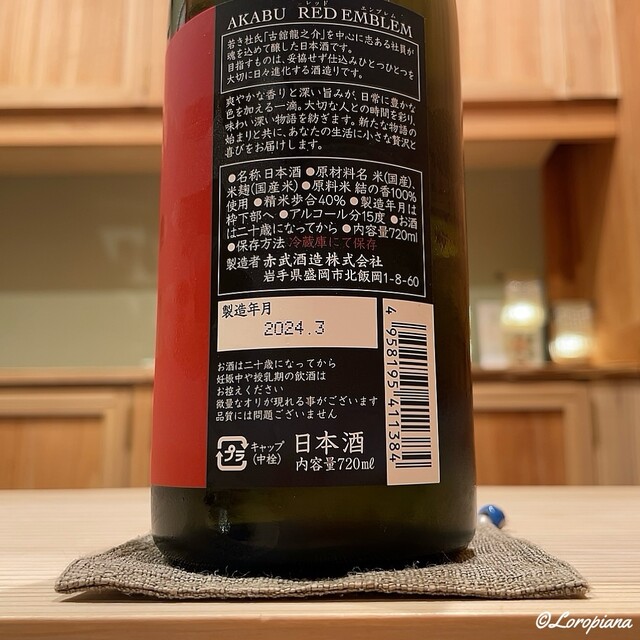 レッド エンブレム
AKABU RED EMBLEM
若き杜氏「古舘龍之介」を中心に志ある社員が
魂を込めて醸した日本酒です。
目指すものは、妥協せず仕込みひとつひとつを
大切に日々進化する酒造りです。
爽やかな香りと深い旨みが、日常に豊かな
色を加える一滴。大切な人との時間を彩り、
味わい深い物語を紡ぎます。新たな物語の
始まりと共に、あなたの生活に小さな贅沢と
喜びをお届けします。
●名称 日本酒 ●原材料名 米(国産)、
米麹(国産米) ●原料米 結の香100%
使用 ●精米歩合40% ●製造年月は
枠下部へ ●アルコール分15度 ●お酒
は二十歳になってから ●内容量720ml
●保存方法 冷蔵庫にて保存
製造者 赤武酒造株式会社
岩手県盛岡市北飯岡1-8-60
製造年月
2024.3
4958195411384
お酒は二十歳になってから
妊娠中や授乳期の飲酒は
お控えください
微量なオリが現れる事がございます
品質には問題ございません
プラ
キャップ
(中栓)
日本酒
内容量720ml
©Loropiana